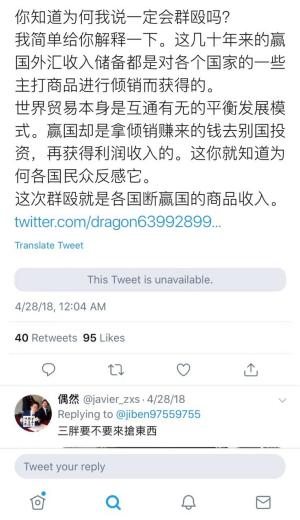 你知道为何我说一定会群殴吗?
我简单给你解释一下。这几十年来的赢
国外汇收入储备都是对各个国家的一些
主打商品进行倾销而获得的。
世界贸易本身是互通有无的平衡发展模
式。赢国却是拿倾销赚来的钱去别国投
资，再获得利润收入的。这你就知道为
何各国民众反感它。
这次群殴就是各国断赢国的商品收入。
twitter.com/dragon63992899...
Translate Tweet
This Tweet is unavailable.
4/28/18, 12:04 AM
40 Retweets 95 Likes
偶然 @javier_zxs · 4/28/18
Replying to @jiben97559755
三胖要不要來搶東西
Tweet your reply